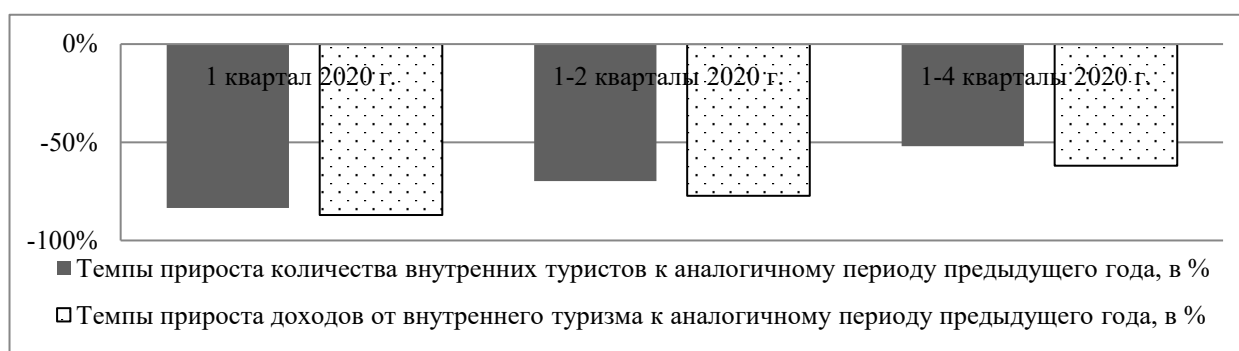 0%
1 квартал 2020 г.
1-2 кварталы 2020 г.
1-4 кварталы 2020 г.
-50%
-100%
Темпы прироста количества внутренних туристов к аналогичному периоду предыдущего года, в %
Темпы прироста доходов от внутреннего туризма к аналогичному периоду предыдущего года, в %